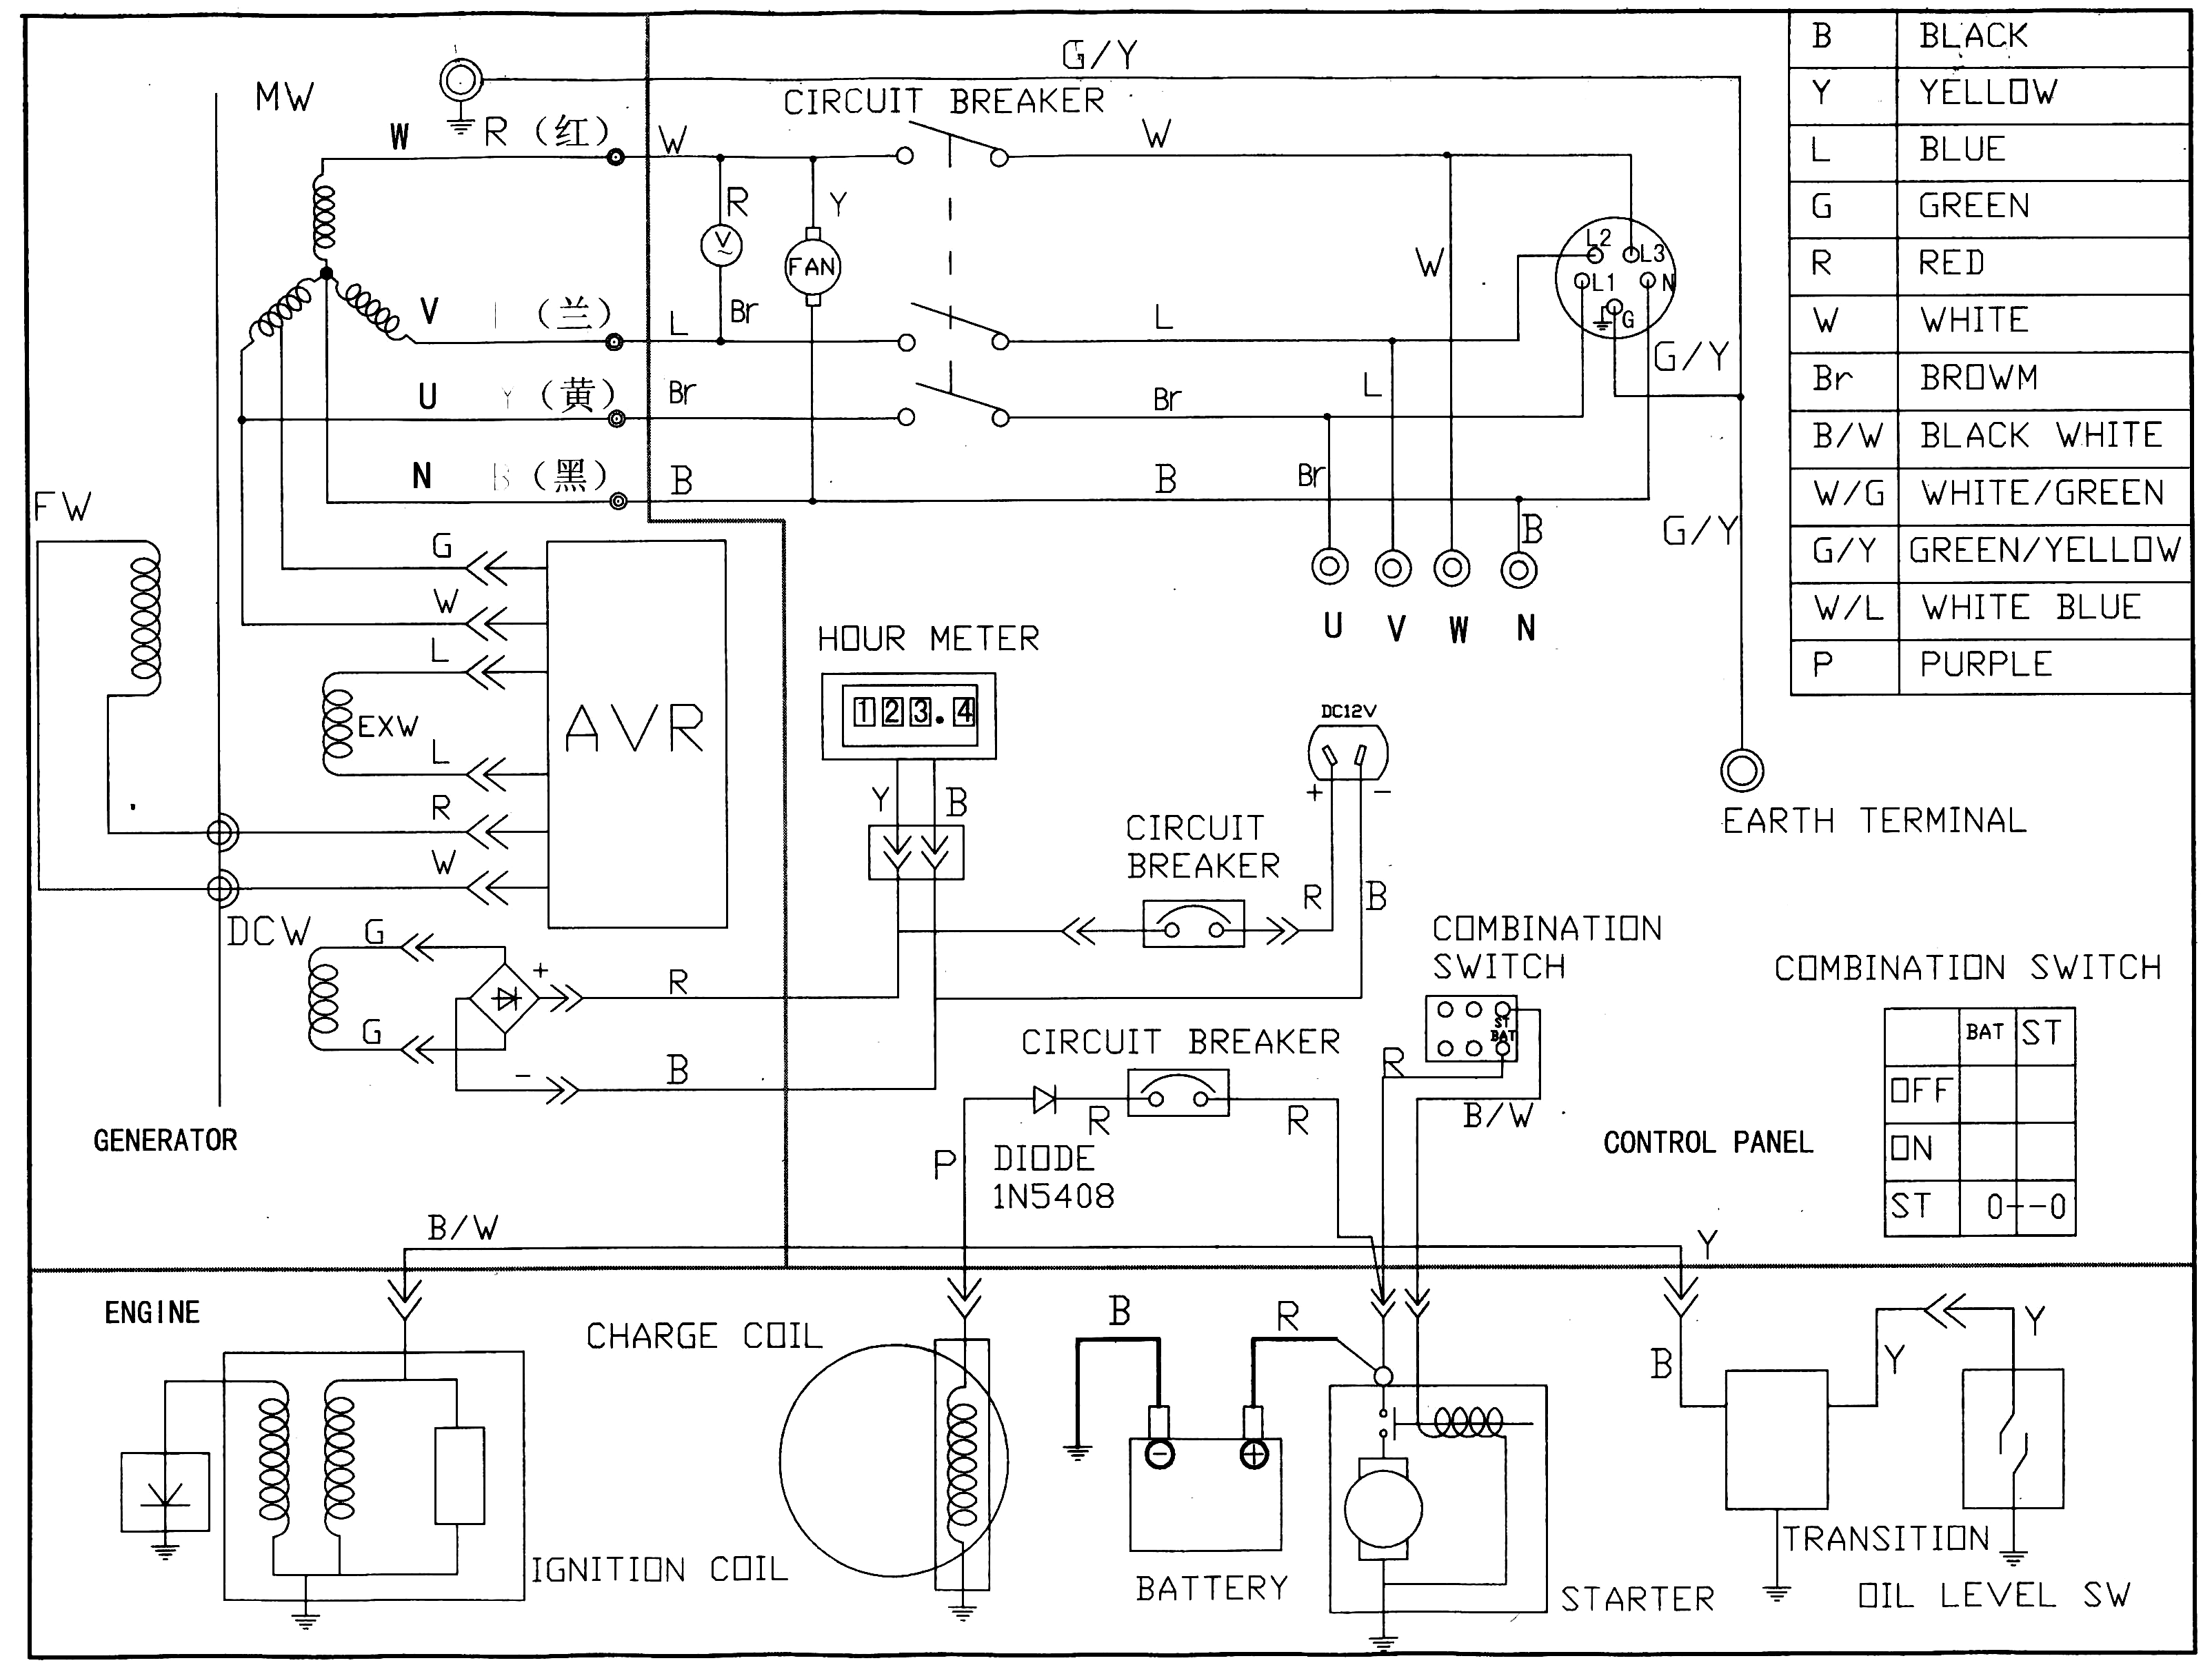 G/Y
MW
CIRCUIT BREAKER
W
R (红)
W
W
R
Y
V
FAN
W
L2
L3
L1
N
G
V
(兰)
L
Br
L
G/Y
U
Y (黄)
Br
Br
L
N
B (黑)
B
B
Br
B
G/Y
FW
G
W
L
EXW
L
R
W
AVR
U
V
W
N
HOUR METER
123.4
Y
B
DC12V
+
-
CIRCUIT
BREAKER
R
B
EARTH TERMINAL
DCW
G
G
+
-
R
B
COMBINATION
SWITCH
ST
BAT
R
B/W
CIRCUIT BREAKER
R
R
P
DIODE
1N5408
GENERATOR
CONTROL PANEL
COMBINATION SWITCH
BAT
ST
OFF
ON
ST
0--0
B
BLACK
Y
YELLOW
L
BLUE
G
GREEN
R
RED
W
WHITE
Br
BROWM
B/W
BLACK WHITE
W/G
WHITE/GREEN
G/Y
GREEN/YELLOW
W/L
WHITE BLUE
P
PURPLE
B/W
Y
ENGINE
CHARGE COIL
B
R
B
Y
Y
-
+
IGNITION COIL
BATTERY
STARTER
TRANSITION
OIL LEVEL SW